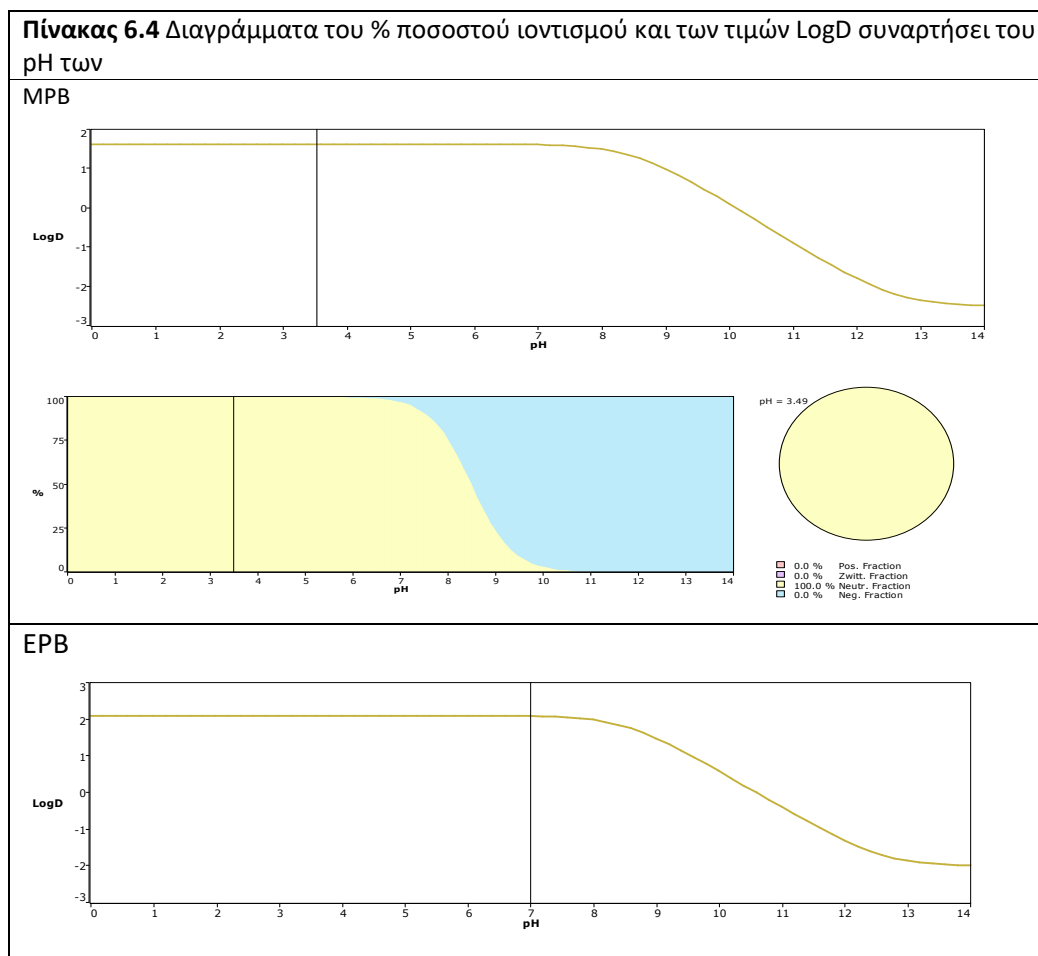 Πίνακας 6.4 Διαγράμματα του % ποσοστού ιοντισμού και των τιμών LogD συναρτήσει του
pH των
MPB
2
1
0
LogD
-1
-2
-3
0 1 2 3 4 5 6 7 8 9 10 11 12 13 14
pH
100
75
50
%
25
0
0 1 2 3 4 5 6 7 8 9 10 11 12 13 14
pH
pH = 3.49
0.0 % Pos. Fraction
0.0 % Zwitt. Fraction
100.0 % Neutr. Fraction
0.0 % Neg. Fraction
EPB
3
2
1
0
LogD
-1
-2
-3
0 1 2 3 4 5 6 7 8 9 10 11 12 13 14
pH